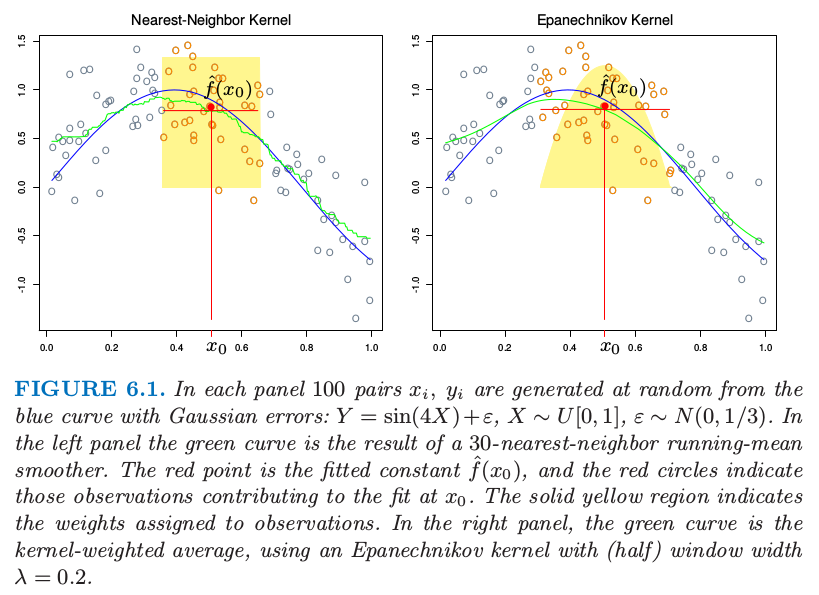 Nearest-Neighbor Kernel
1.5
1.0
0.5
0.0
-0.5
-1.0
f̂(x₀)
0.0 0.2 0.4 x₀ 0.6 0.8 1.0
Epanechnikov Kernel
1.5
1.0
0.5
0.0
-0.5
-1.0
f̂(x₀)
0.0 0.2 0.4 x₀ 0.6 0.8 1.0
FIGURE 6.1. In each panel 100 pairs xᵢ, yᵢ are generated at random from the
blue curve with Gaussian errors: Y = sin(4X)+ε, X ∼ U[0, 1], ε ∼ N(0, 1/3). In
the left panel the green curve is the result of a 30-nearest-neighbor running-mean
smoother. The red point is the fitted constant f̂(x₀), and the red circles indicate
those observations contributing to the fit at x₀. The solid yellow region indicates
the weights assigned to observations. In the right panel, the green curve is the
kernel-weighted average, using an Epanechnikov kernel with (half) window width
λ = 0.2.